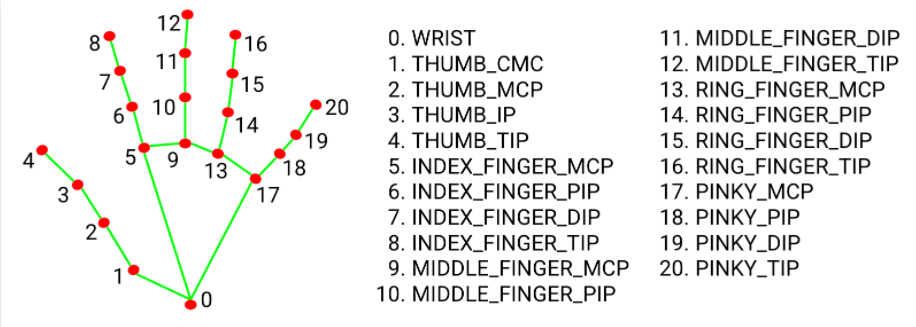 12
8
16
11
7
15
10
6
14
20
19
4
5
9
13
18
3
17
2
1
0
0. WRIST
1. THUMB_CMC
2. THUMB_MCP
3. THUMB_IP
4. THUMB_TIP
5. INDEX_FINGER_MCP
6. INDEX_FINGER_PIP
7. INDEX_FINGER_DIP
8. INDEX_FINGER_TIP
9. MIDDLE_FINGER_MCP
10. MIDDLE_FINGER_PIP
11. MIDDLE_FINGER_DIP
12. MIDDLE_FINGER_TIP
13. RING_FINGER_MCP
14. RING_FINGER_PIP
15. RING_FINGER_DIP
16. RING_FINGER_TIP
17. PINKY_MCP
18. PINKY_PIP
19. PINKY_DIP
20. PINKY_TIP